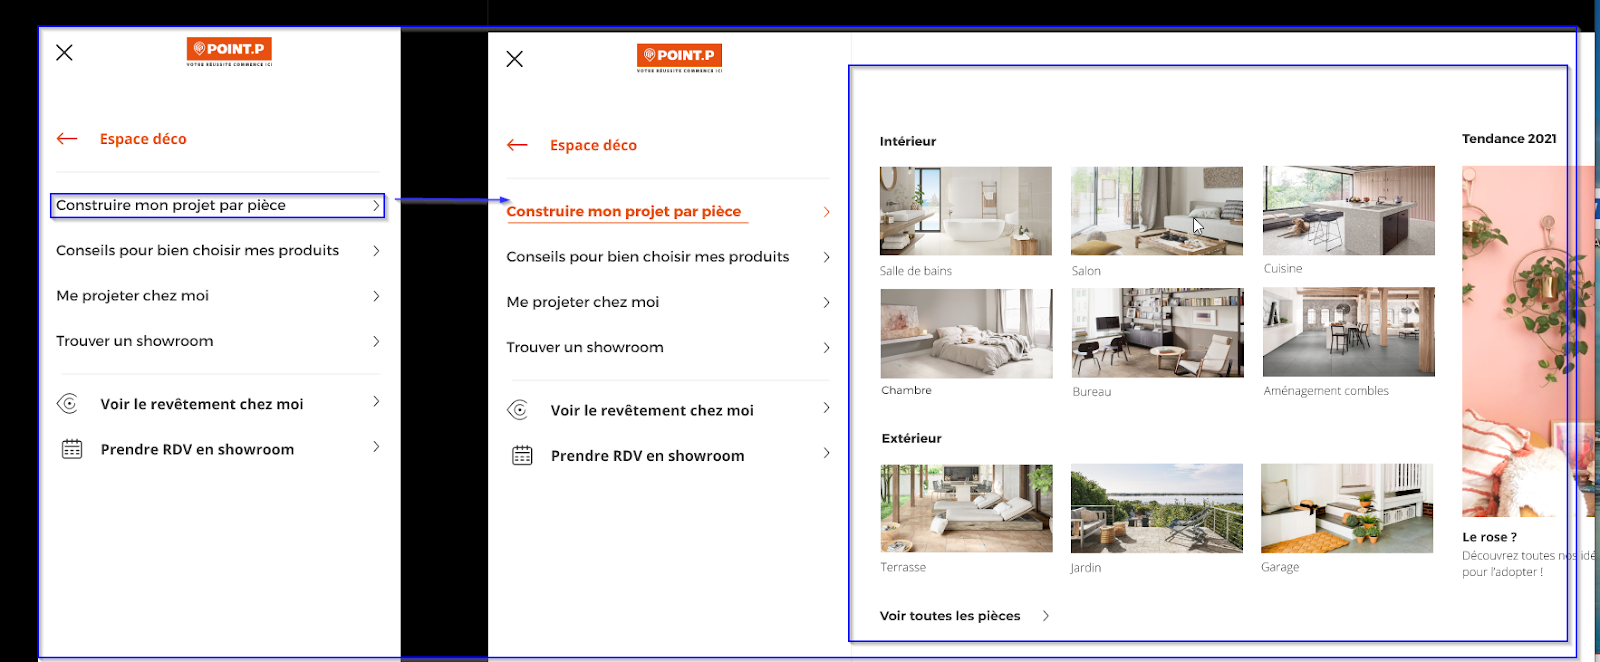 POINT.P
VOTRE RÉUSSITE COMMENCE ICI
Espace déco
Construire mon projet par pièce
Conseils pour bien choisir mes produits
Me projeter chez moi
Trouver un showroom
Voir le revêtement chez moi
Prendre RDV en showroom
POINT.P
VOTRE RÉUSSITE COMMENCE ICI
Espace déco
Construire mon projet par pièce
Conseils pour bien choisir mes produits
Me projeter chez moi
Trouver un showroom
Voir le revêtement chez moi
Prendre RDV en showroom
Intérieur
Salle de bains
Salon
Cuisine
Chambre
Bureau
Aménagement combles
Extérieur
Terrasse
Jardin
Garage
Voir toutes les pièces
Tendance 2021
Le rose ?
Découvrez toutes nos idé
pour l'adopter !